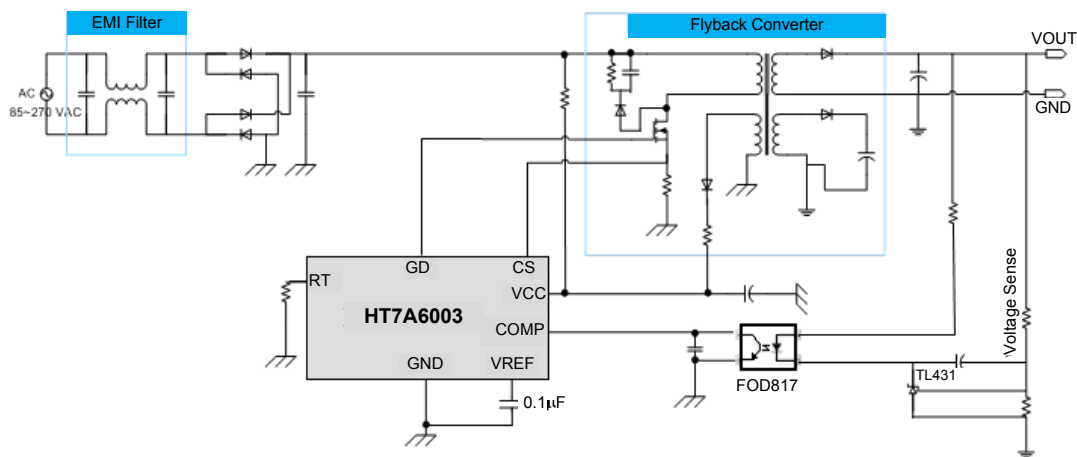 EMI Filter
Flyback Converter
VOUT
AC
85~270 VAC
GND
RT
GD
CS
VCC
HT7A6003
COMP
GND
VREF
0.1μF
FOD817
TL431
Voltage Sense